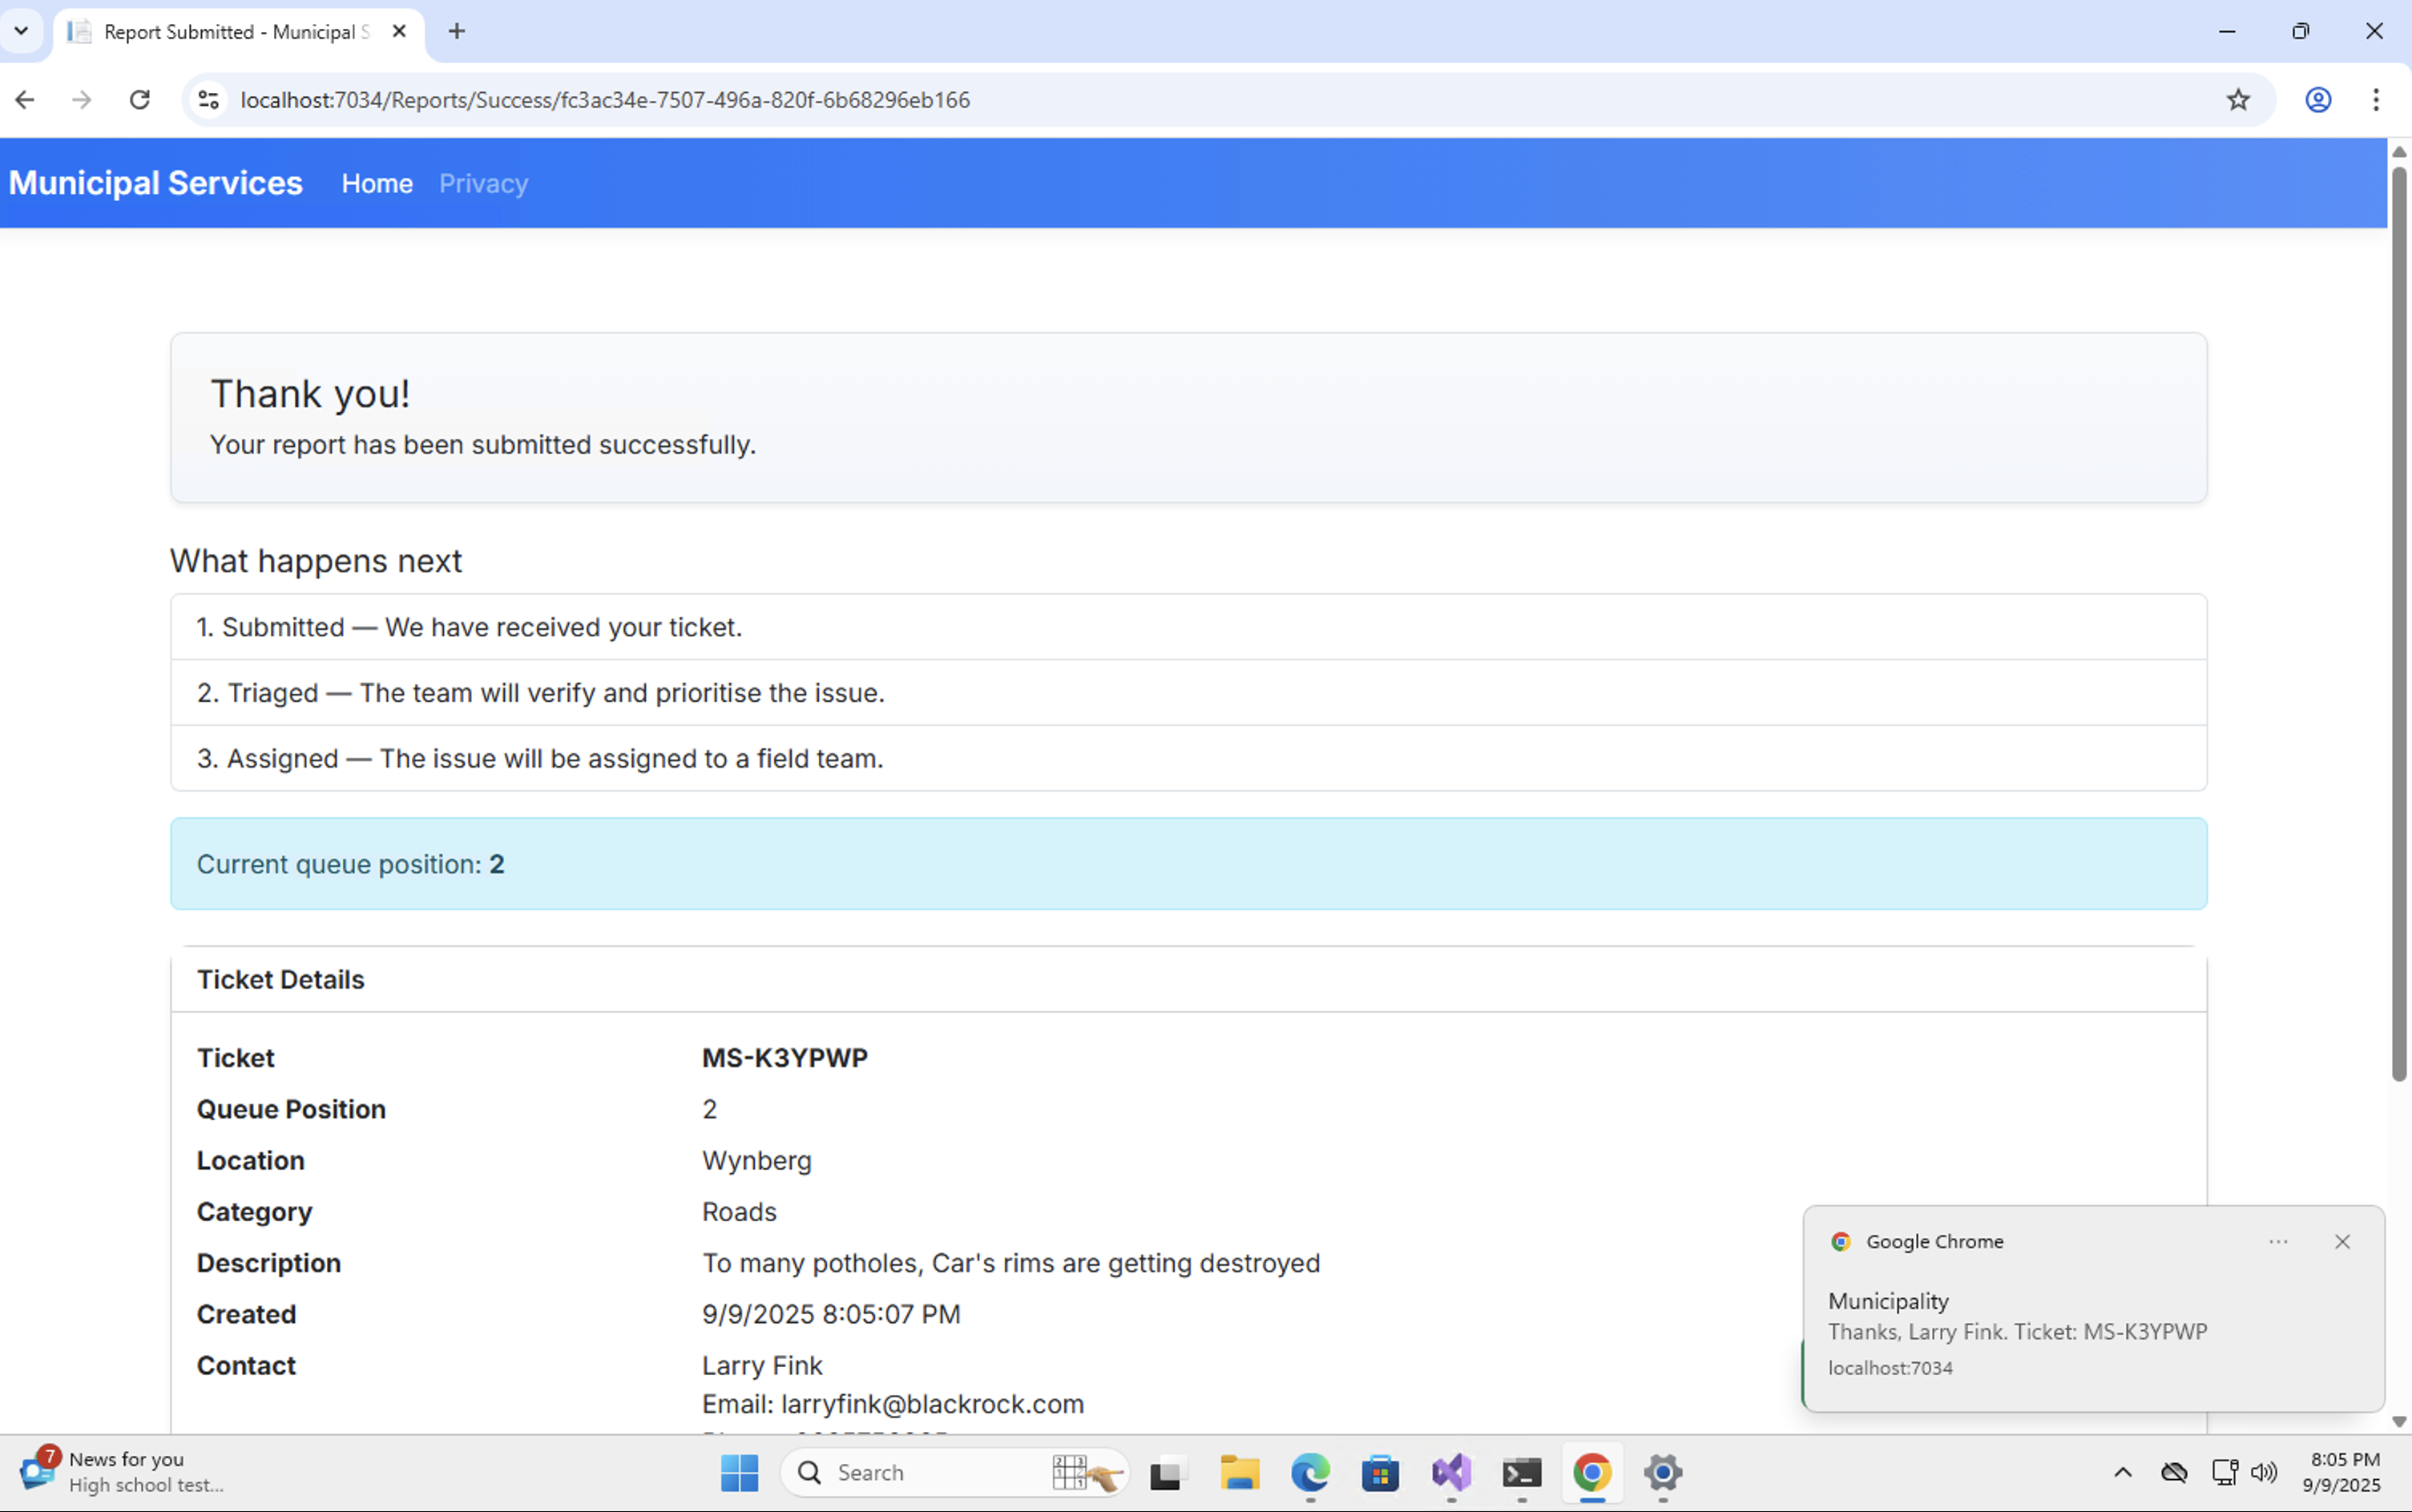 Report Submitted - Municipal S
localhost:7034/Reports/Success/fc3ac34e-7507-496a-820f-6b68296eb166
Municipal Services Home Privacy
Thank you!
Your report has been submitted successfully.
What happens next
1. Submitted — We have received your ticket.
2. Triaged — The team will verify and prioritise the issue.
3. Assigned — The issue will be assigned to a field team.
Current queue position: 2
Ticket Details
Ticket MS-K3YPWP
Queue Position 2
Location Wynberg
Category Roads
Description To many potholes, Car's rims are getting destroyed
Created 9/9/2025 8:05:07 PM
Contact Larry Fink
Email: larryfink@blackrock.com
Google Chrome
Municipality
Thanks, Larry Fink. Ticket: MS-K3YPWP
localhost:7034
7
News for you
High school test...
Search
8:05 PM
9/9/2025